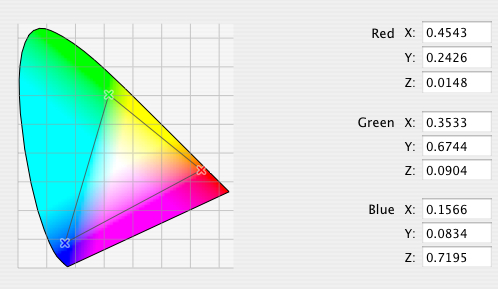 Red X: 0.4543
Y: 0.2426
Z: 0.0148
Green X: 0.3533
Y: 0.6744
Z: 0.0904
Blue X: 0.1566
Y: 0.0834
Z: 0.7195